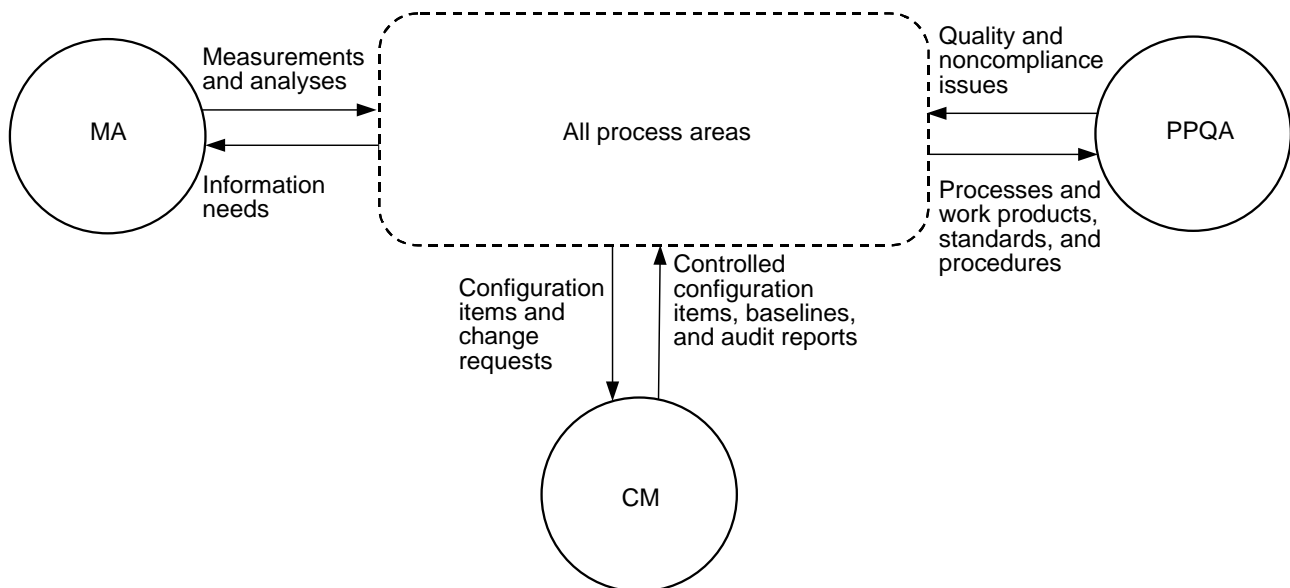 Measurements
and analyses
MA
Information
needs
All process areas
Quality and
noncompliance
issues
PPQA
Processes and
work products,
standards, and
procedures
Configuration
items and
change
requests
Controlled
configuration
items, baselines,
and audit reports
CM